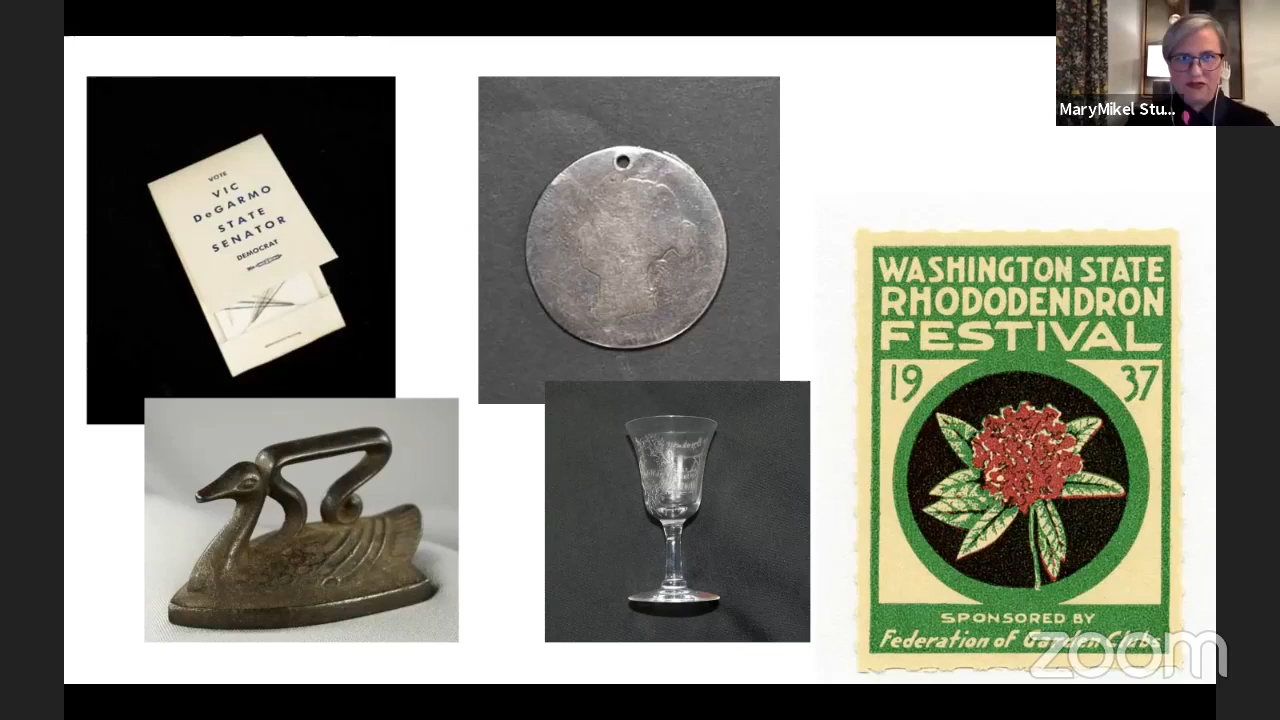 MaryMikel Stu...
VOTE
VIC
DeGARMO
STATE
SENATOR
DEMOCRAT
WASHINGTON STATE
RHODODENDRON
FESTIVAL
19 37
SPONSORED BY
Federation of Garden Clubs
zoom